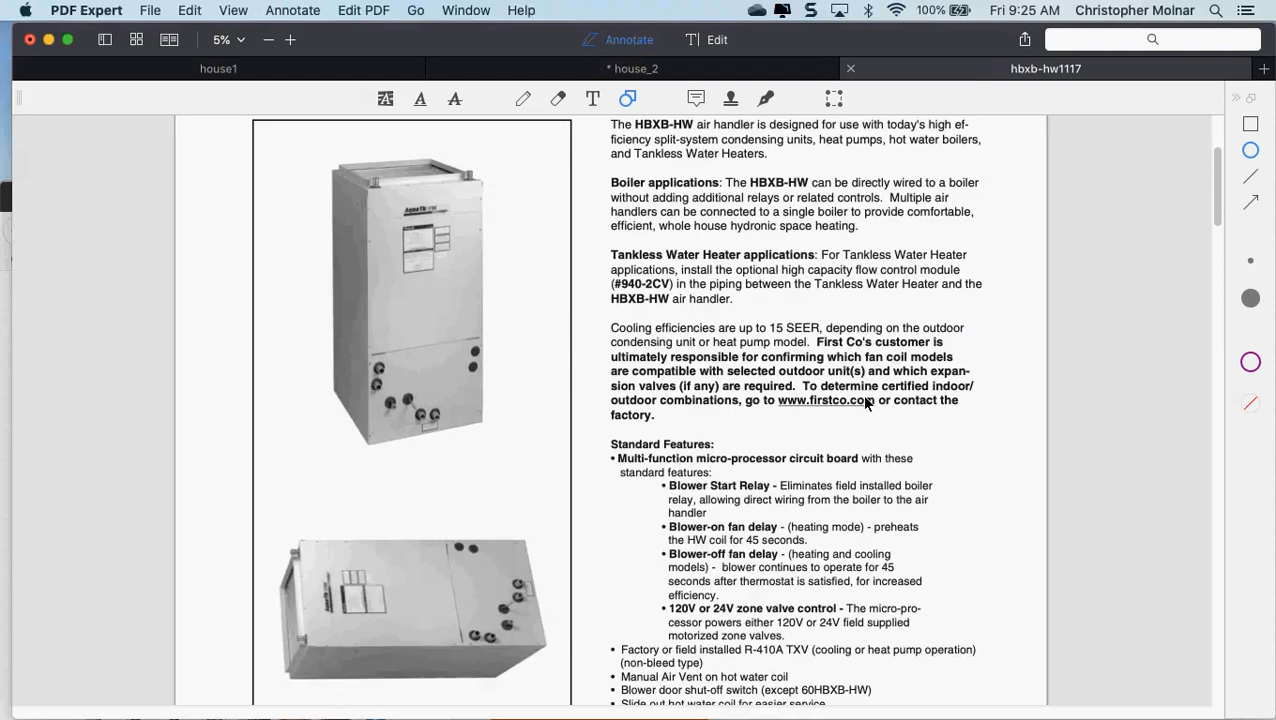 PDF Expert File Edit View Annotate Edit PDF Go Window Help 100% Fri 9:25 AM Christopher Molnar
5% Annotate Edit
house1 * house_2 hbxb-hw1117
The HBXB-HW air handler is designed for use with today's high ef-
ficiency split-system condensing units, heat pumps, hot water boilers,
and Tankless Water Heaters.
Boiler applications: The HBXB-HW can be directly wired to a boiler
without adding additional relays or related controls. Multiple air
handlers can be connected to a single boiler to provide comfortable,
efficient, whole house hydronic space heating.
Tankless Water Heater applications: For Tankless Water Heater
applications, install the optional high capacity flow control module
(#940-2CV) in the piping between the Tankless Water Heater and the
HBXB-HW air handler.
Cooling efficiencies are up to 15 SEER, depending on the outdoor
condensing unit or heat pump model. First Co's customer is
ultimately responsible for confirming which fan coil models
are compatible with selected outdoor unit(s) and which expan-
sion valves (if any) are required. To determine certified indoor/
outdoor combinations, go to www.firstco.com or contact the
factory.
Standard Features:
• Multi-function micro-processor circuit board with these
standard features:
• Blower Start Relay - Eliminates field installed boiler
relay, allowing direct wiring from the boiler to the air
handler
• Blower-on fan delay - (heating mode) - preheats
the HW coil for 45 seconds.
• Blower-off fan delay - (heating and cooling
models) - blower continues to operate for 45
seconds after thermostat is satisfied, for increased
efficiency.
• 120V or 24V zone valve control - The micro-pro-
cessor powers either 120V or 24V field supplied
motorized zone valves.
• Factory or field installed R-410A TXV (cooling or heat pump operation)
(non-bleed type)
• Manual Air Vent on hot water coil
• Blower door shut-off switch (except 60HBXB-HW)
• Slide out hot water coil for easier service